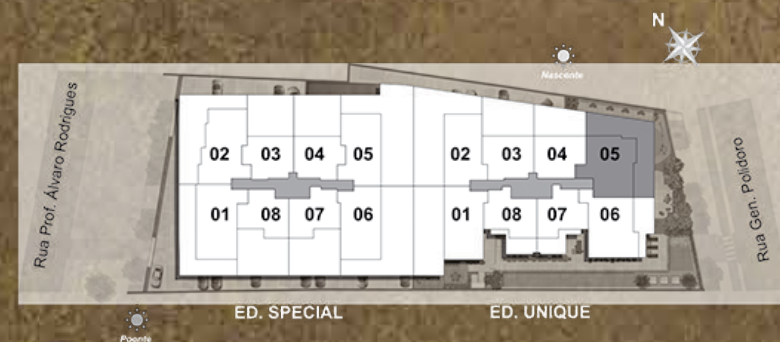 N
Nascente
Rua Prof. Álvaro Rodrigues
02 03 04 05 02 03 04 05
01 08 07 06 01 08 07 06
Rua Gen. Polidoro
ED. SPECIAL ED. UNIQUE
Poente